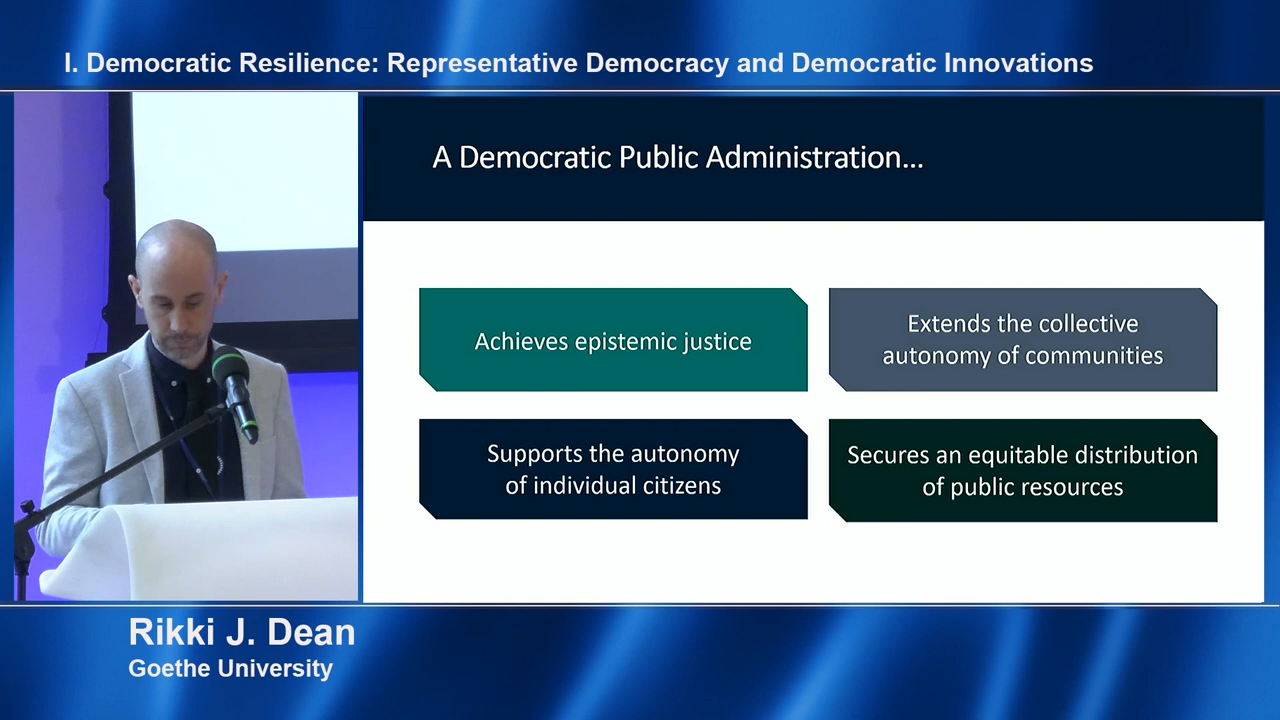 I. Democratic Resilience: Representative Democracy and Democratic Innovations
A Democratic Public Administration...
Achieves epistemic justice
Extends the collective
autonomy of communities
Supports the autonomy
of individual citizens
Secures an equitable distribution
of public resources
Rikki J. Dean
Goethe University